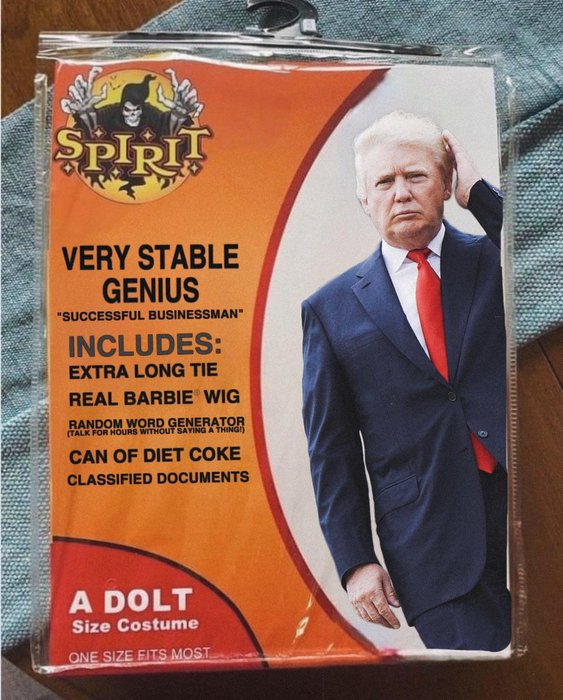 SPIRIT
VERY STABLE
GENIUS
"SUCCESSFUL BUSINESSMAN"
INCLUDES:
EXTRA LONG TIE
REAL BARBIE® WIG
RANDOM WORD GENERATOR
(TALK FOR HOURS WITHOUT SAYING A THING!)
CAN OF DIET COKE
CLASSIFIED DOCUMENTS
A DOLT
Size Costume
ONE SIZE FITS MOST